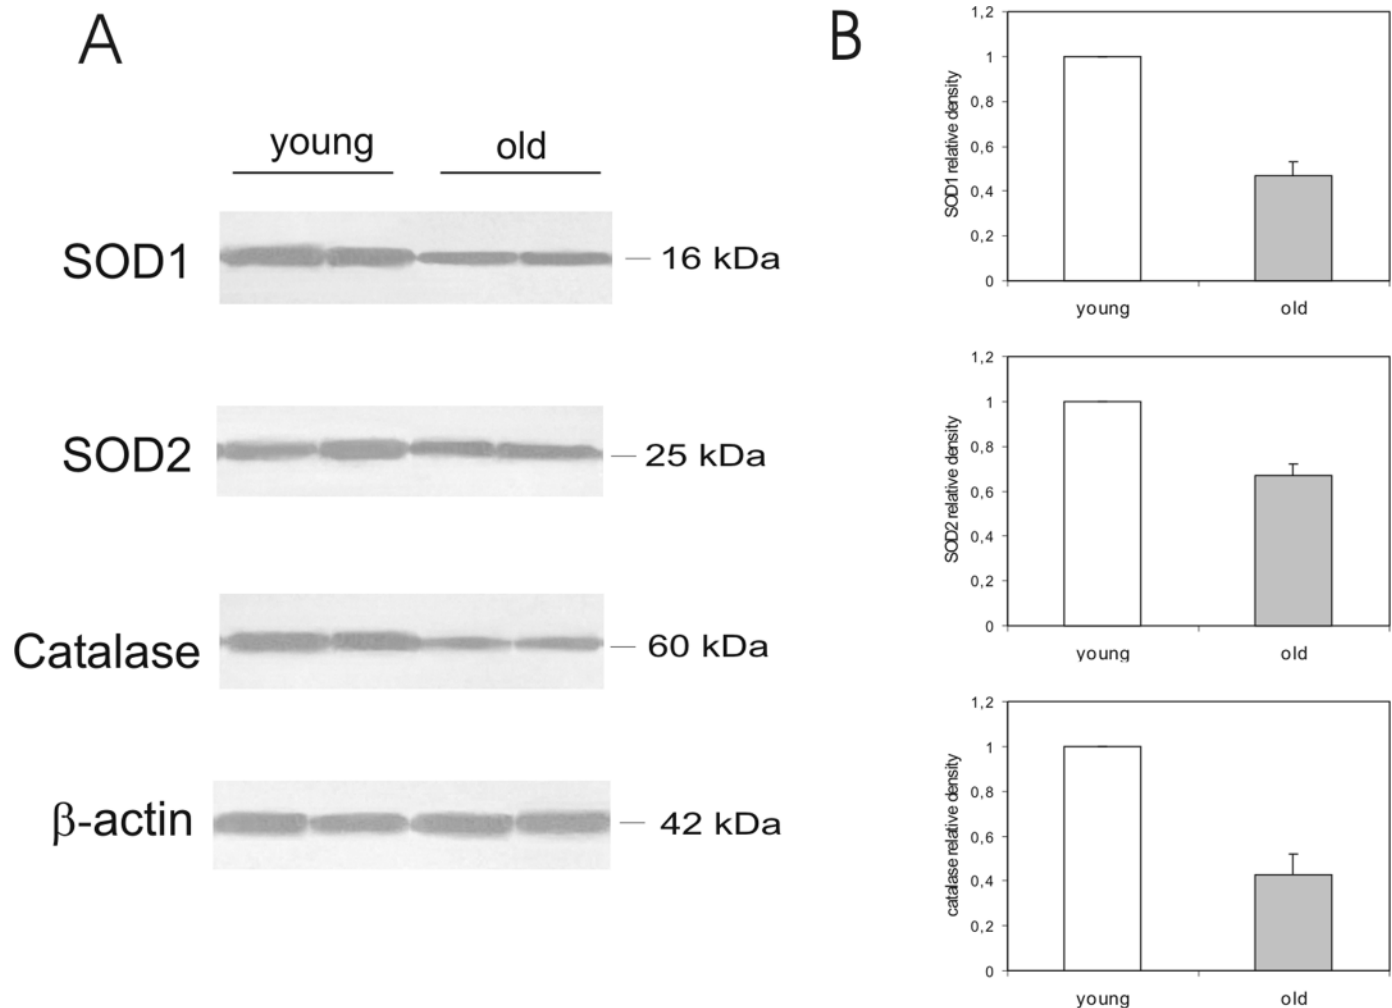 A
young old
SOD1
16 kDa
SOD2
25 kDa
Catalase
60 kDa
β-actin
42 kDa
B
1,2
1
0,8
0,6
0,4
0,2
0
SOD1 relative density
young old
1,2
1
0,8
0,6
0,4
0,2
0
SOD2 relative density
young old
1,2
1
0,8
0,6
0,4
0,2
0
catalase relative density
young old